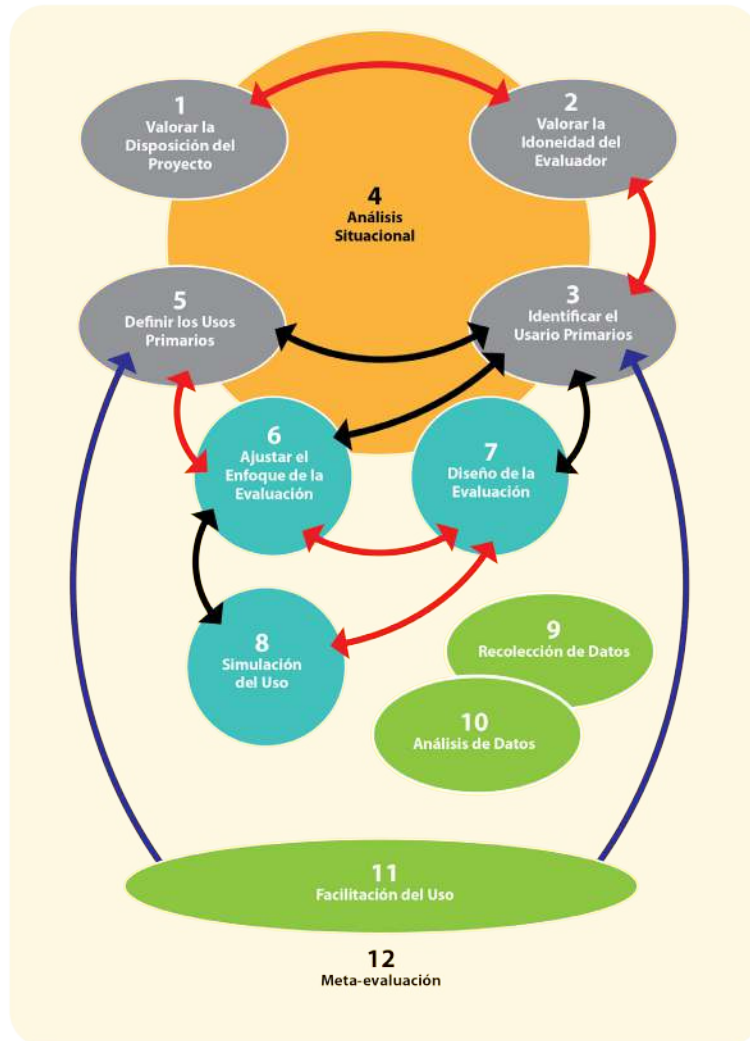 1
Valorar la
Disposición del
Proyecto
2
Valorar la
Idoneidad del
Evaluador
4
Análisis
Situacional
5
Definir los Usos
Primarios
3
Identificar el
Usario Primarios
6
Ajustar el
Enfoque de la
Evaluación
7
Diseño de la
Evaluación
8
Simulación
del Uso
9
Recolección de Datos
10
Análisis de Datos
11
Facilitación del Uso
12
Meta-evaluación